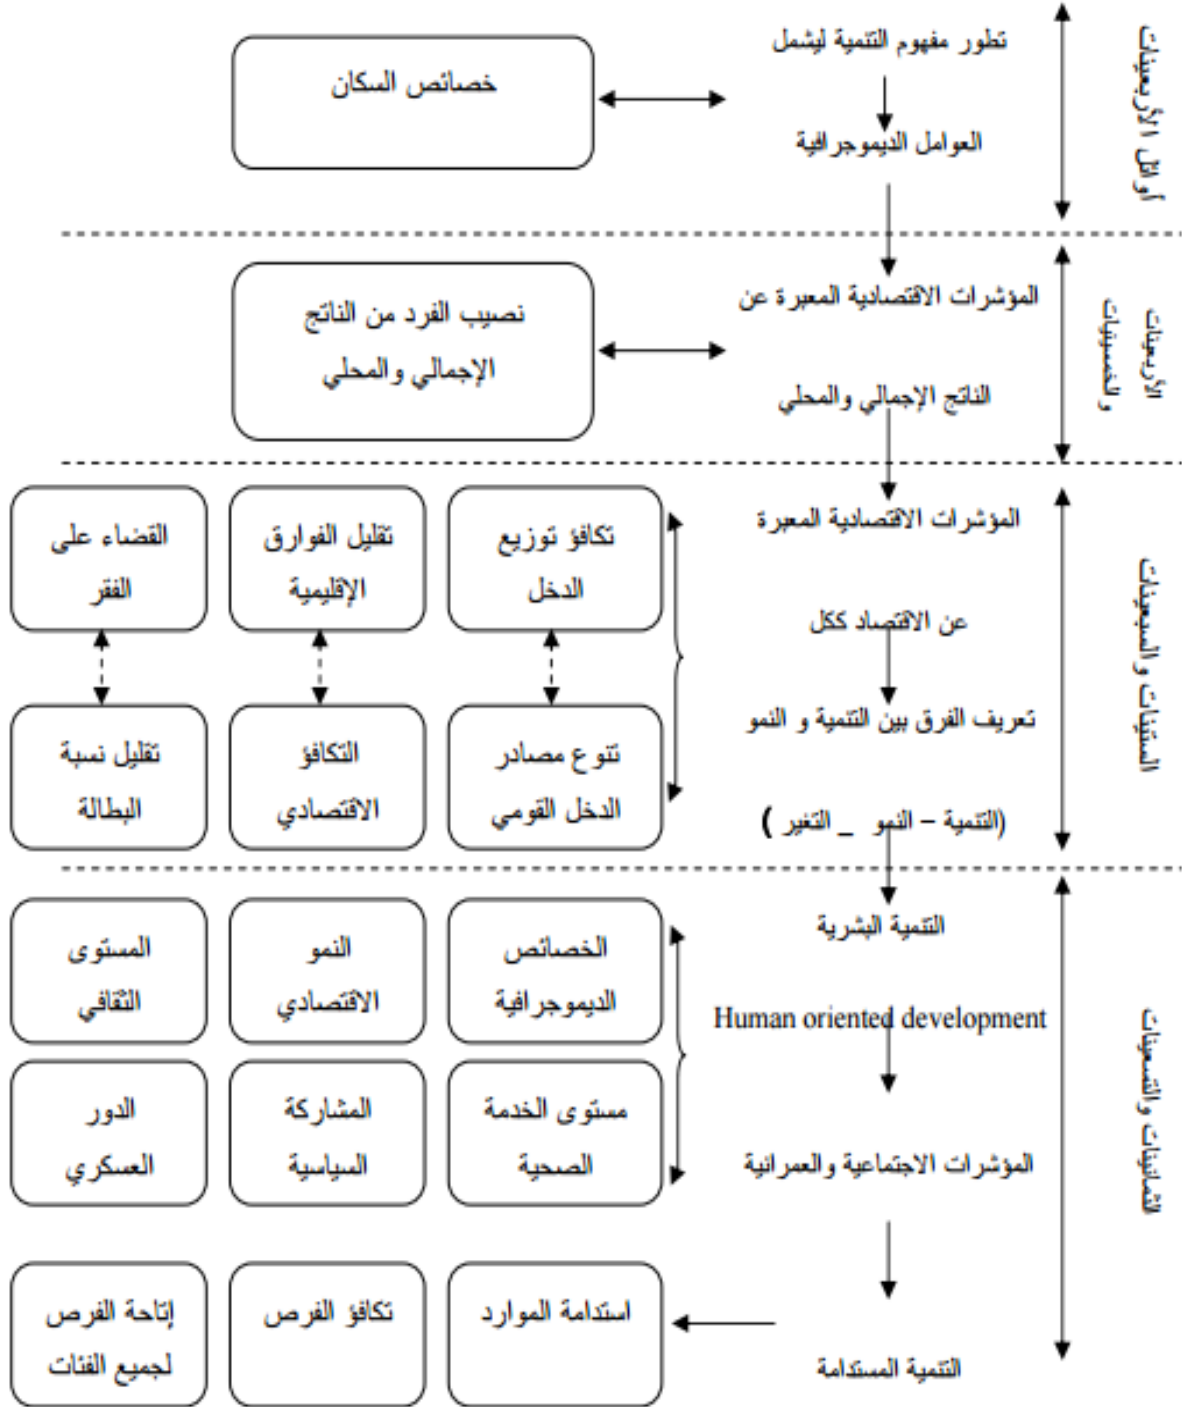 أوائل الأربعينات
تطور مفهوم التنمية ليشمل
العوامل الديموجرافية
خصائص السكان
الأربعينات
والخمسينيات
المؤشرات الاقتصادية المعبرة عن
الناتج الإجمالي والمحلي
نصيب الفرد من الناتج
الإجمالي والمحلي
الستينات والسبعينات
المؤشرات الاقتصادية المعبرة
عن الاقتصاد ككل
تعريف الفرق بين التنمية و النمو
(التنمية – النمو _ التغير )
تكافؤ توزيع
الدخل
تقليل الفوارق
الإقليمية
القضاء على
الفقر
تنوع مصادر
الدخل القومي
التكافؤ
الاقتصادي
تقليل نسبة
البطالة
الثمانينات والتسعينات
التنمية البشرية
Human oriented development
المؤشرات الاجتماعية والعمرانية
التنمية المستدامة
الخصائص
الديموجرافية
النمو
الاقتصادي
المستوى
الثقافي
مستوى الخدمة
الصحية
المشاركة
السياسية
الدور
العسكري
استدامة الموارد
تكافؤ الفرص
إتاحة الفرص
لجميع الفئات